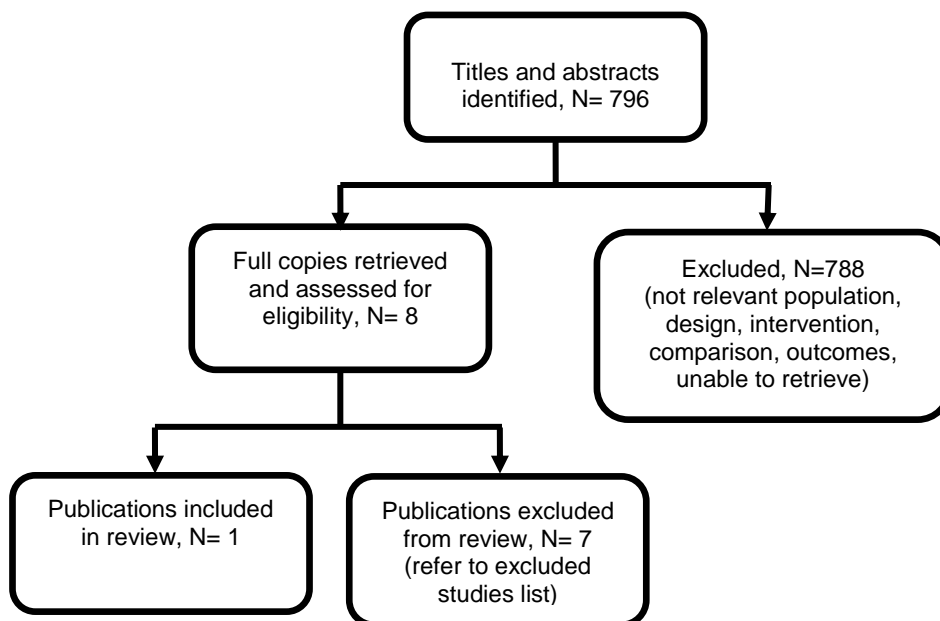 Titles and abstracts
identified, N= 796
Full copies retrieved
and assessed for
eligibility, N= 8
Excluded, N=788
(not relevant population,
design, intervention,
comparison, outcomes,
unable to retrieve)
Publications included
in review, N= 1
Publications excluded
from review, N= 7
(refer to excluded
studies list)